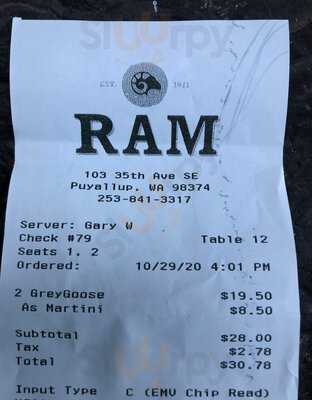 slurpy
EST. 1971
RAM
103 35th Ave SE
Puyallup, WA 98374
253-841-3317
Server: Gary W
Check #79 Table 12
Seats 1, 2
Ordered: 10/29/20 4:01 PM
2 GreyGoose $19.50
As Martini $8.50
Subtotal $28.00
Tax $2.78
Total $30.78
Input Type C (EMV Chip Read)